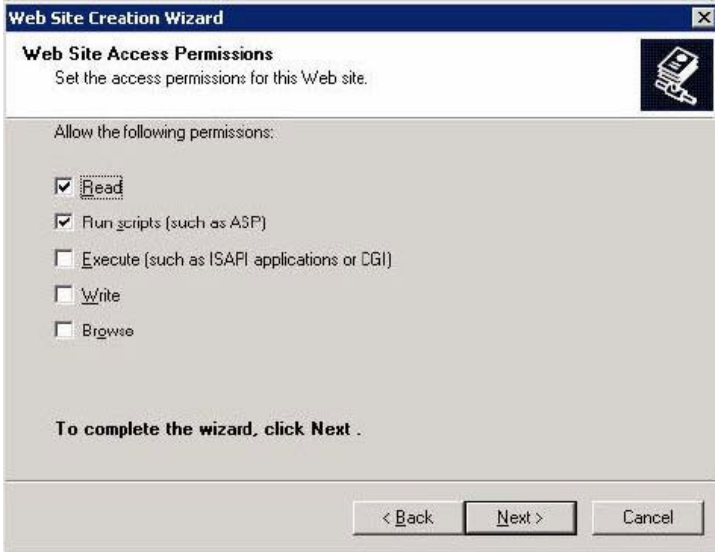 Web Site Creation Wizard
Web Site Access Permissions
Set the access permissions for this Web site.
Allow the following permissions:
Read
Run scripts (such as ASP)
Execute (such as ISAPI applications or CGI)
Write
Browse
To complete the wizard, click Next .
< Back Next > Cancel